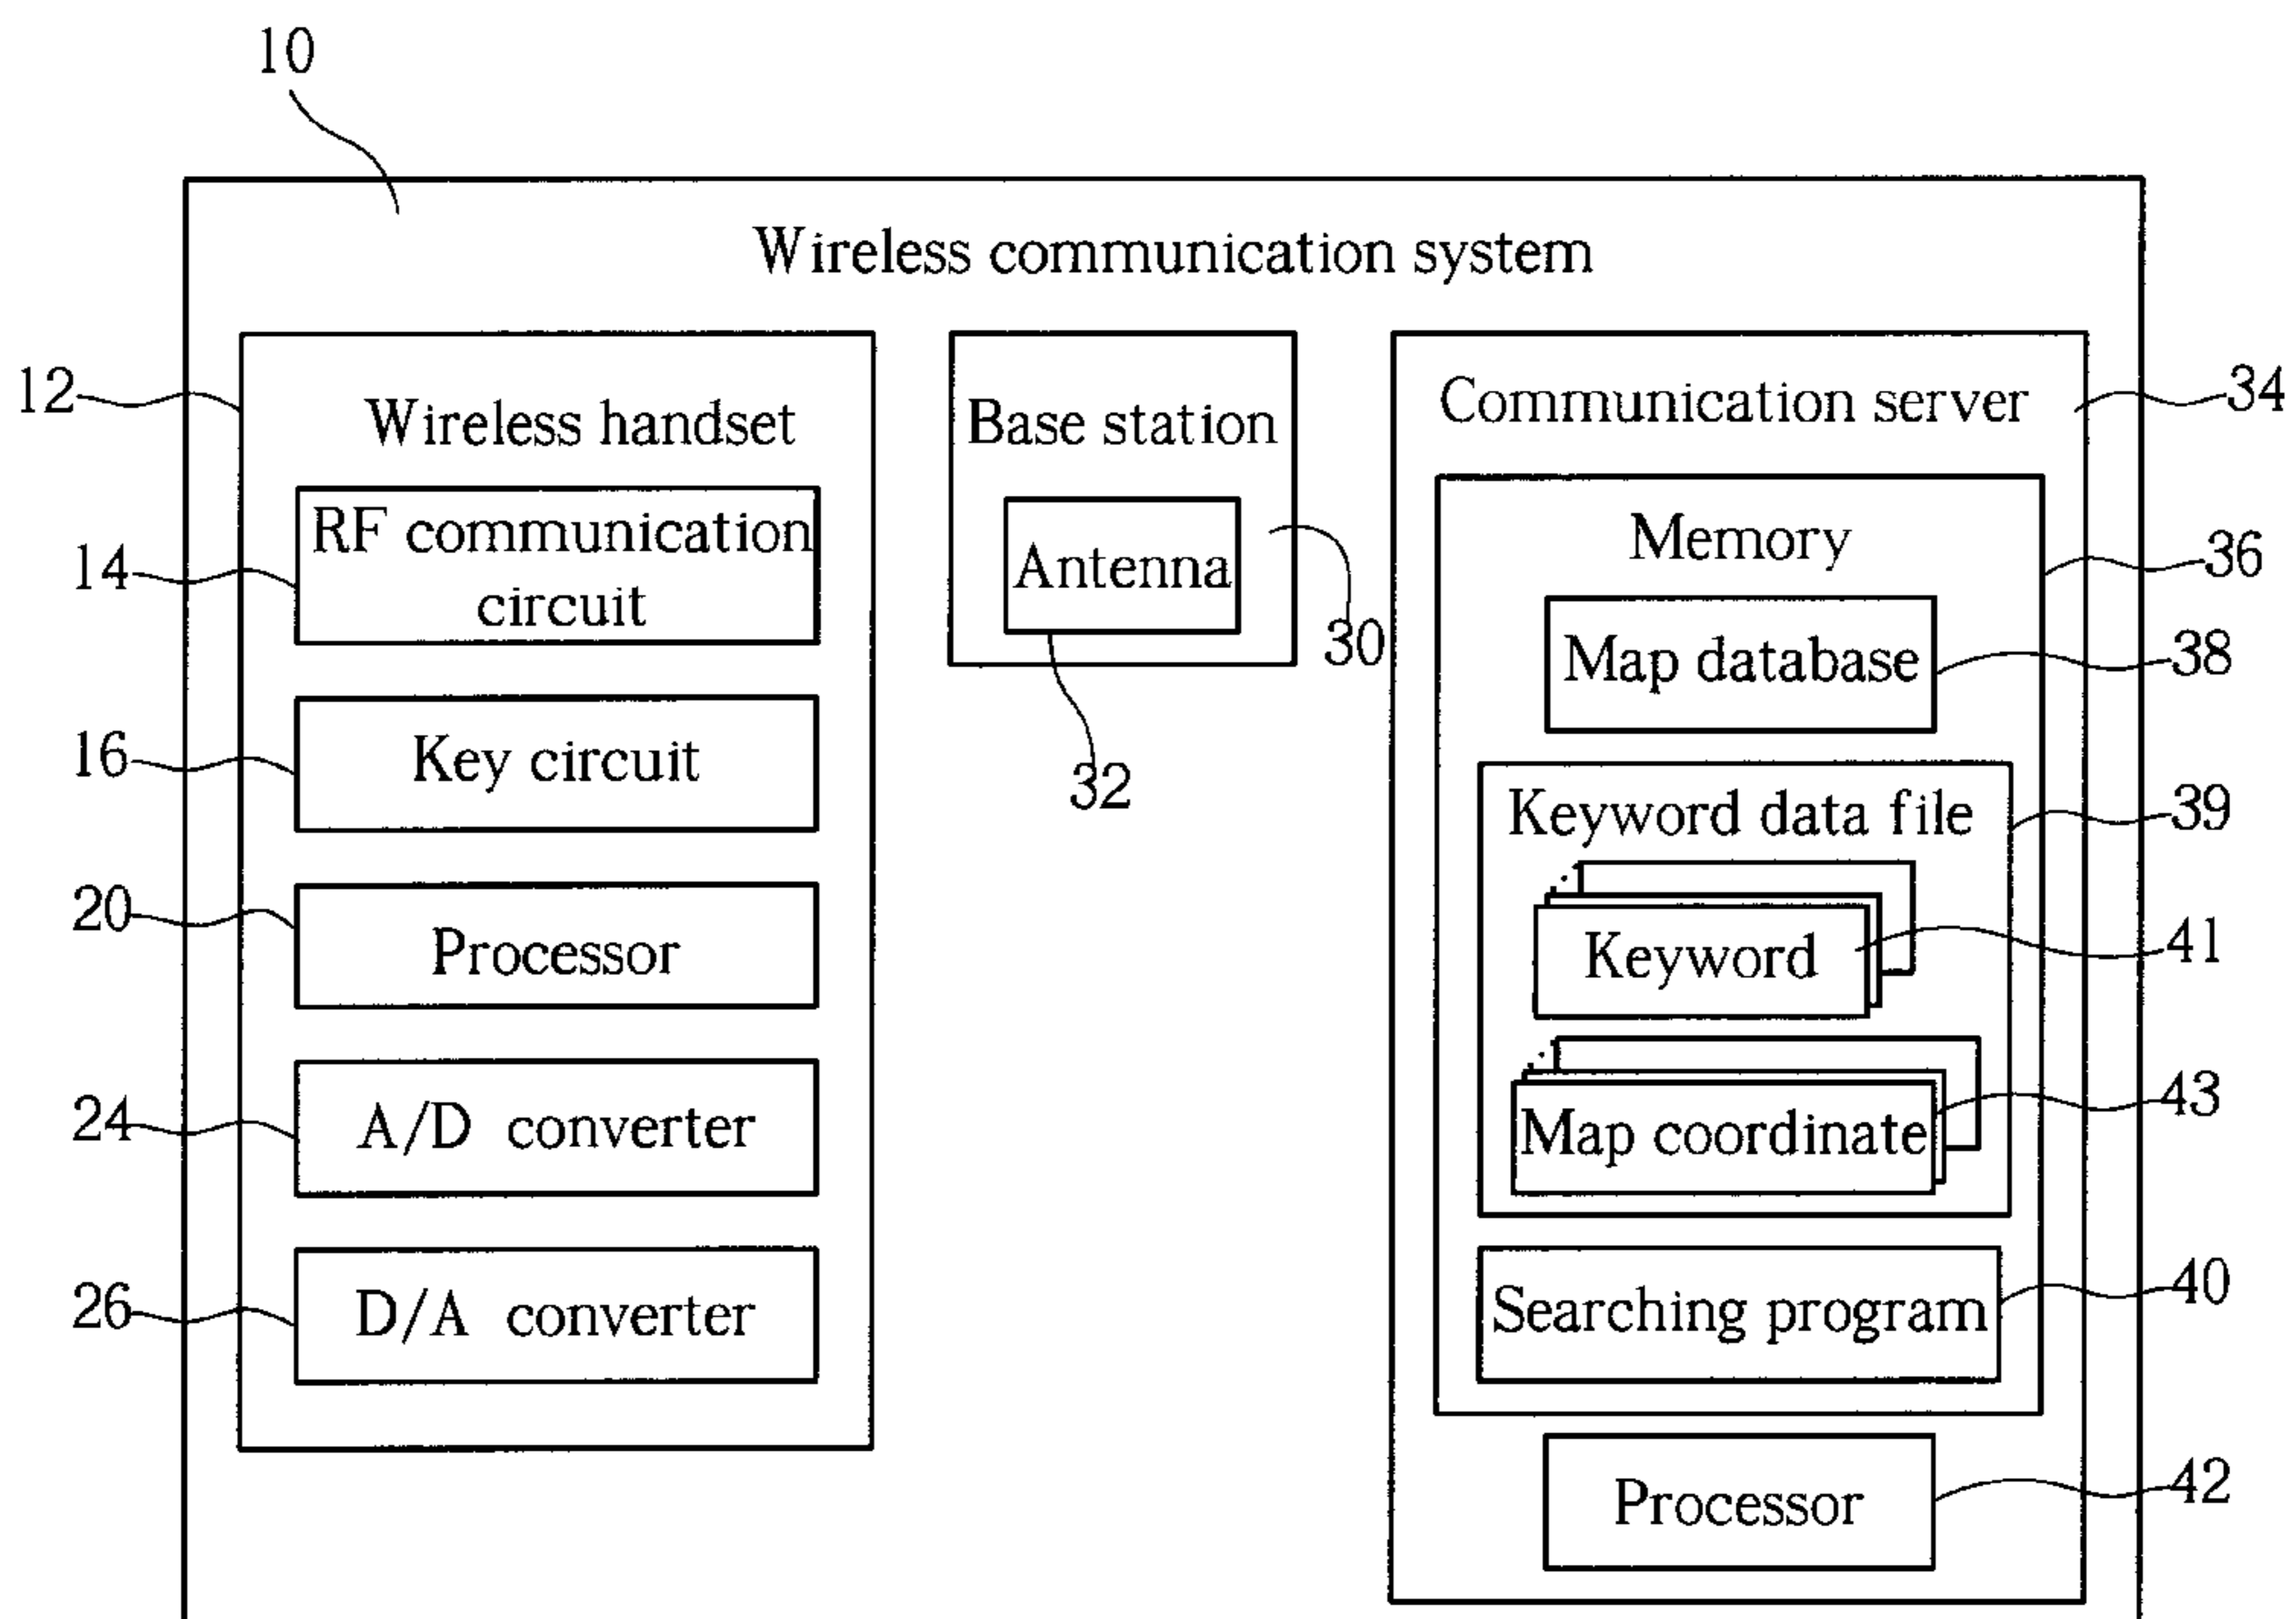 10
Wireless communication system
12
Wireless handset
RF communication
circuit
14
Key circuit
16
Processor
20
A/D converter
24
D/A converter
26
Base station
Antenna
30
32
Communication server
34
Memory
36
Map database
38
Keyword data file
39
Keyword
41
Map coordinate
43
Searching program
40
Processor
42